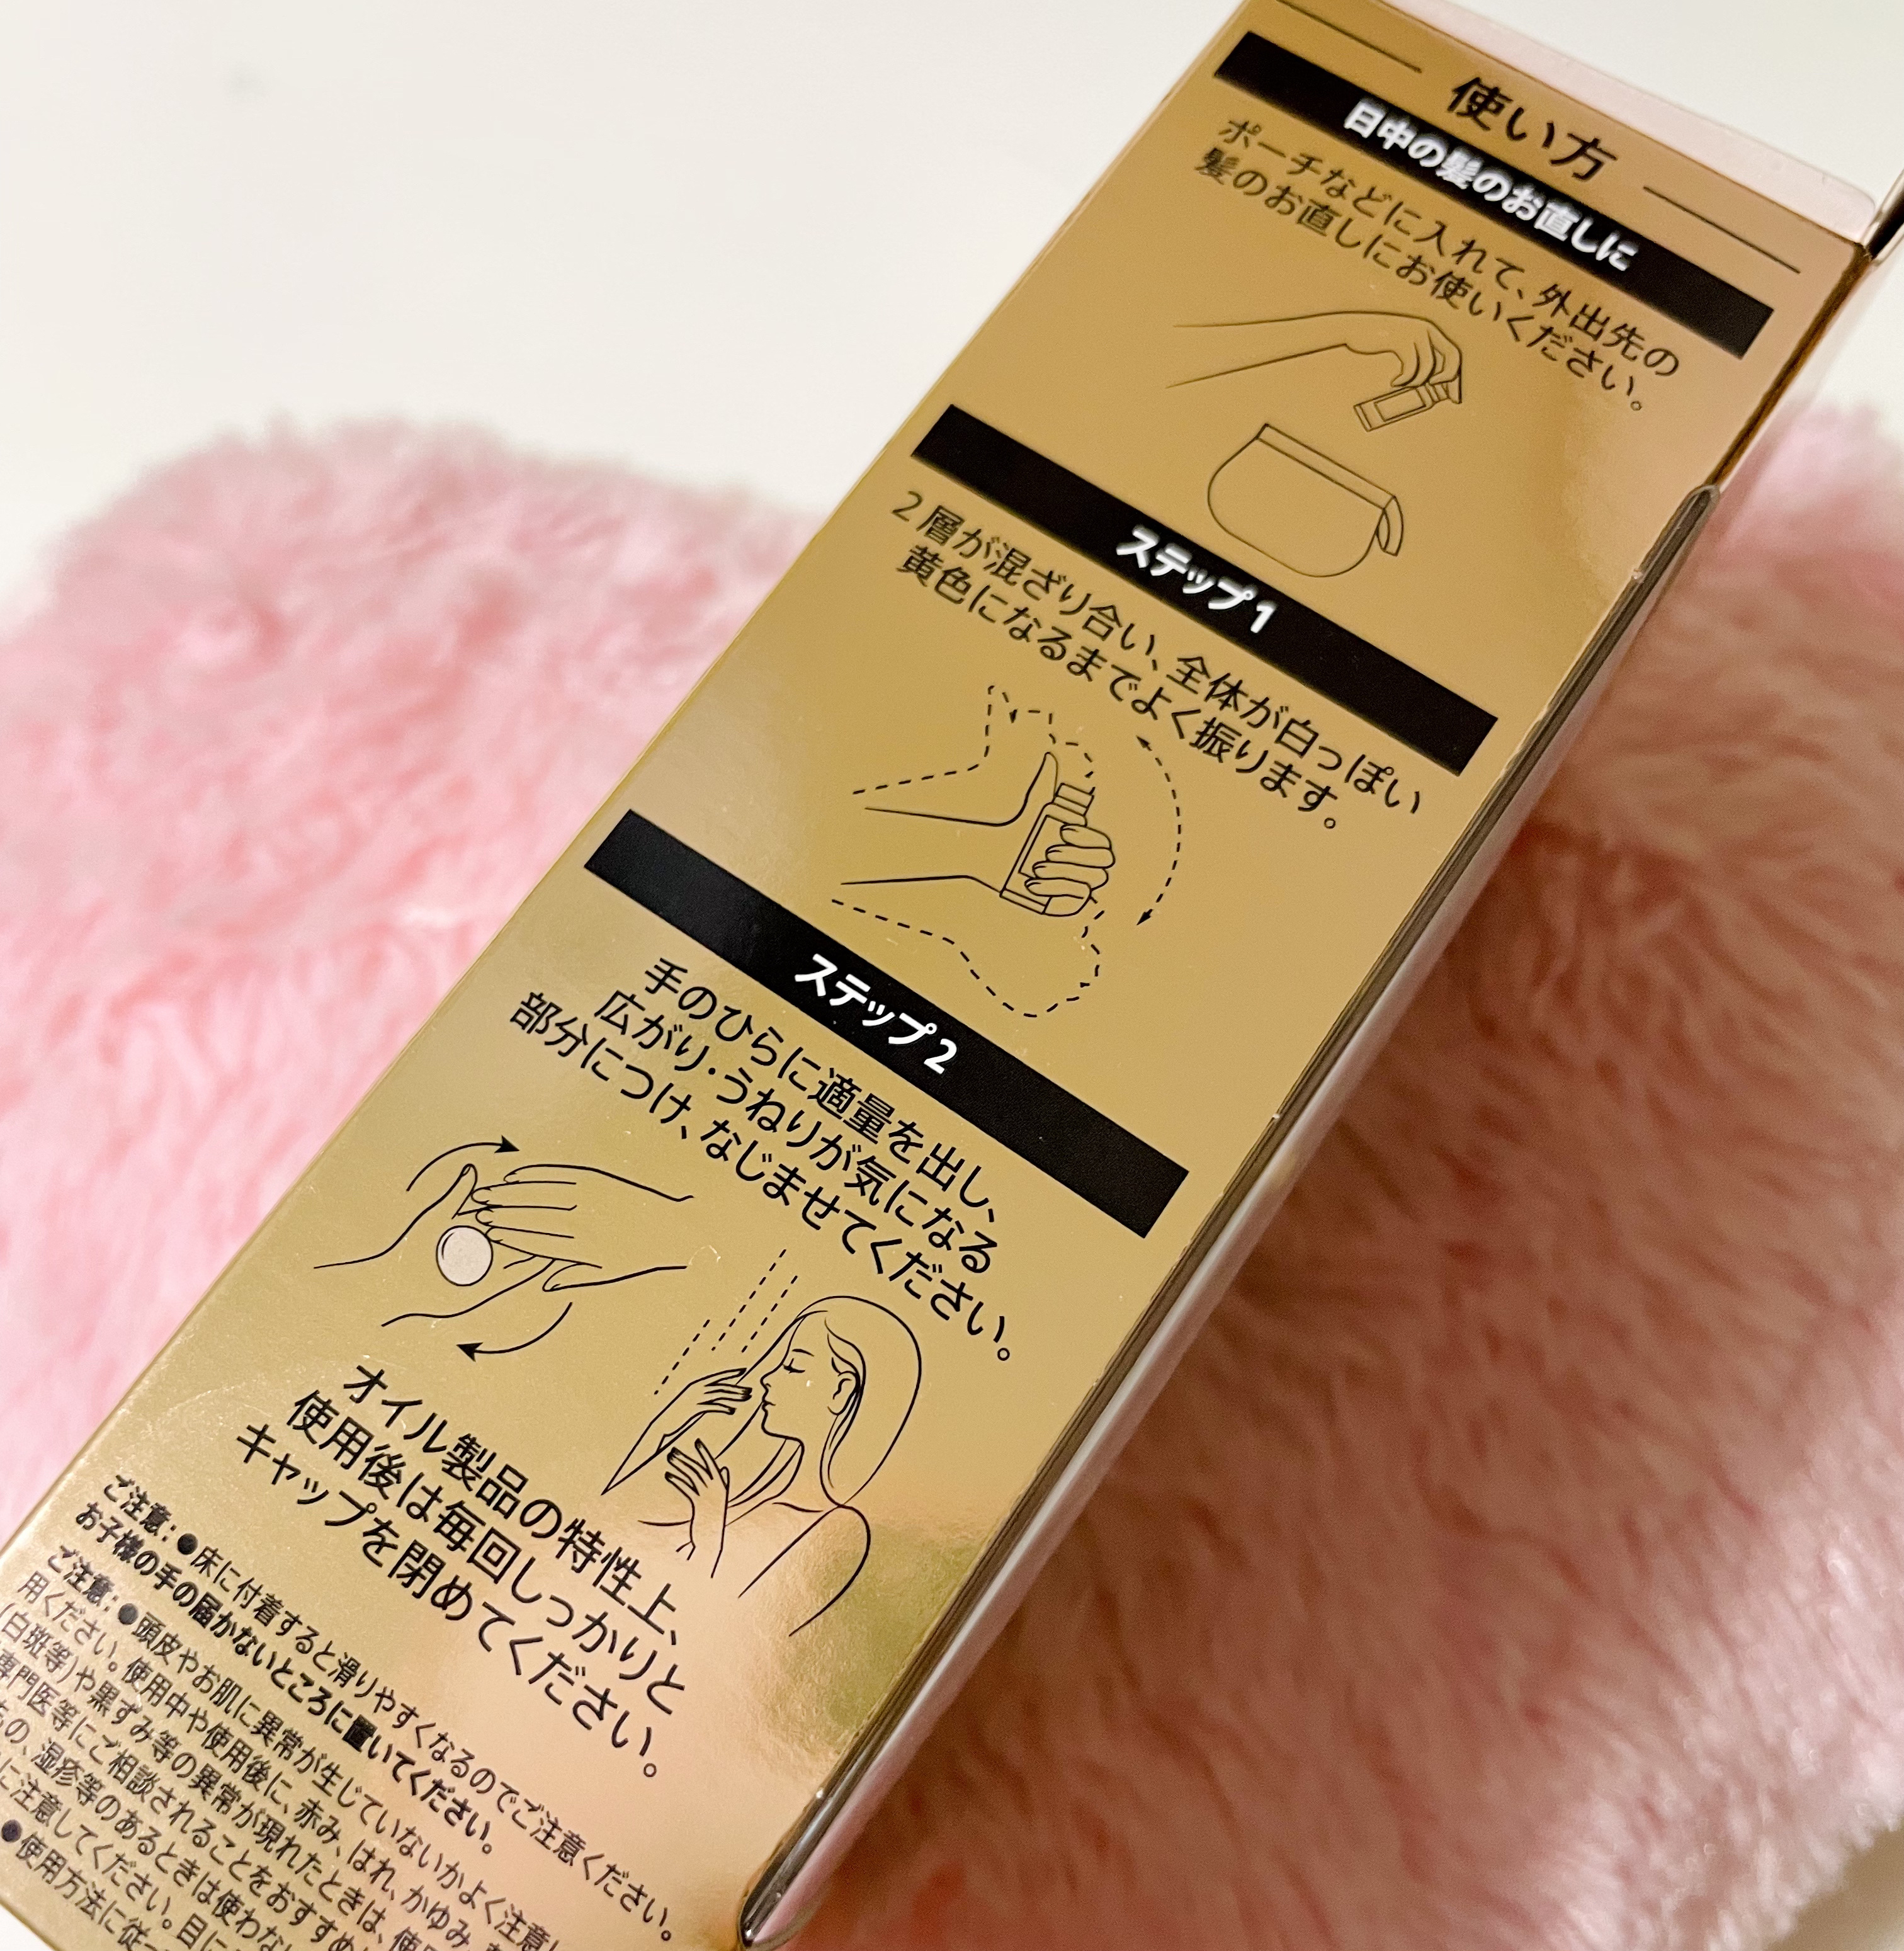 使い方
日中の髪のお直しに
ポーチなどに入れて、外出先の
髪のお直しにお使いください。
ステップ1
2層が混ざり合い、全体が白っぽい
黄色になるまでよく振ります。
ステップ2
手のひらに適量を出し、
広がり・うねりが気になる
部分につけ、なじませてください。
オイル製品の特性上、
使用後は毎回しっかりと
キャップを閉めてください。
ご注意:●床に付着すると滑りやすくなるのでご注意ください。
お子様の手の届かないところに置いてください。
ご注意:●頭皮やお肌に異常が生じていないかよく注意し
用ください。使用中や使用後に、赤み、はれ、かゆみ、
(白斑等)や黒ずみ等の異常が現れたときは、使用
専門医等にご相談されることをおすすめ
もの、湿疹等のあるときは使わない
に注意してください。目に
●使用方法に従っ